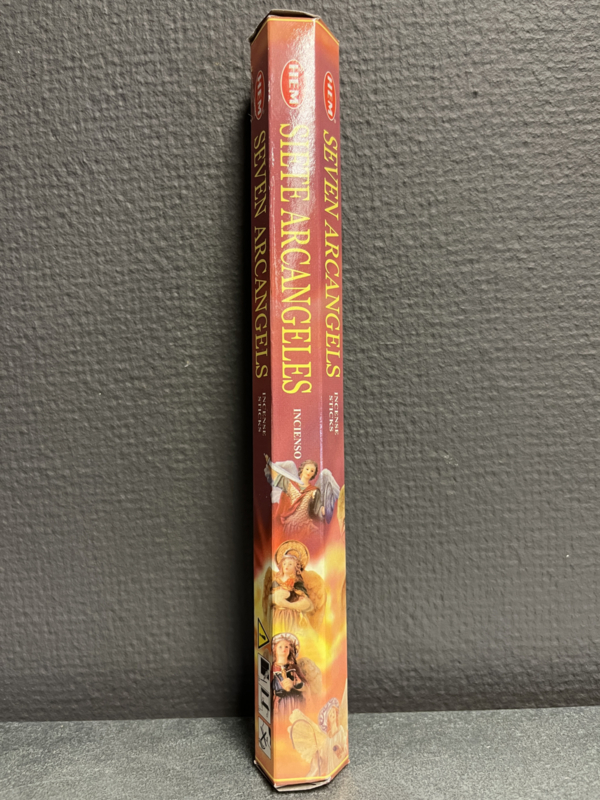 HEM
SEVEN ARCANGELS
INCENSE
STICKS
HEM
SIETE ARCANGELES
INCIENSO
HEM
SEVEN ARCANGELS
INCENSE
STICKS